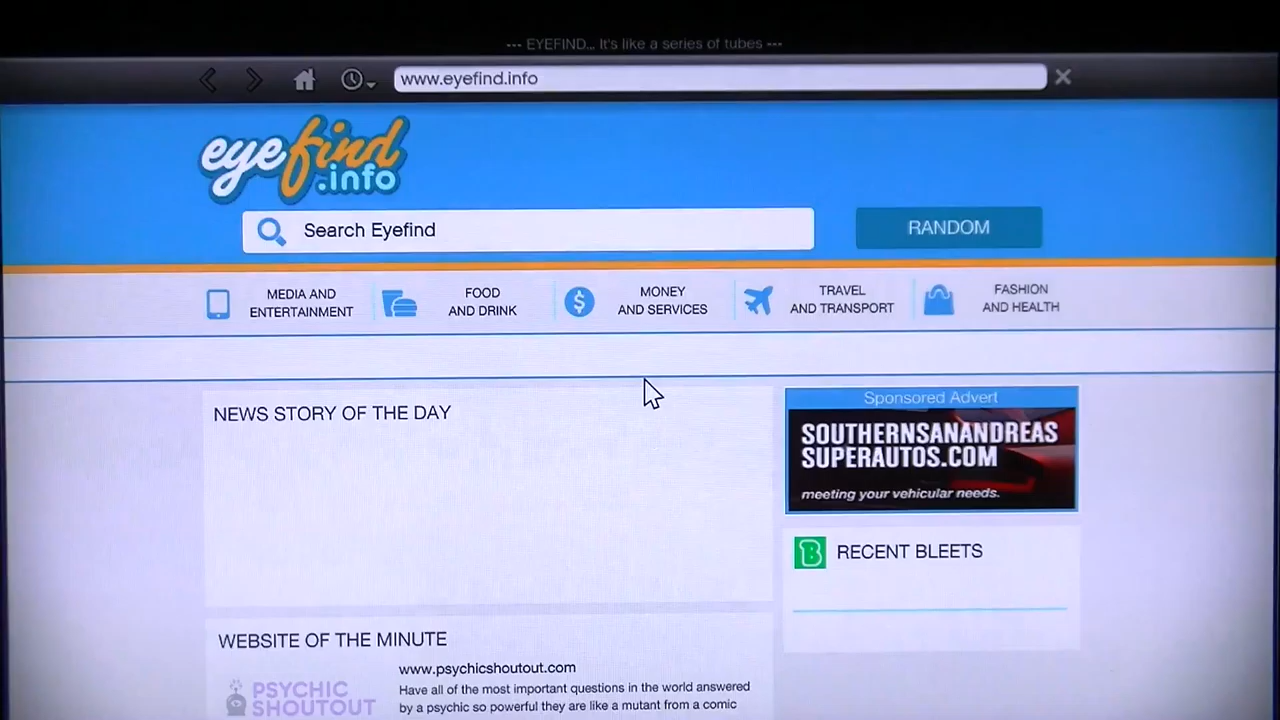 --- EYEFIND... It's like a series of tubes ---
www.eyefind.info
eyefind
.info
Search Eyefind
RANDOM
MEDIA AND
ENTERTAINMENT
FOOD
AND DRINK
MONEY
AND SERVICES
TRAVEL
AND TRANSPORT
FASHION
AND HEALTH
NEWS STORY OF THE DAY
Sponsored Advert
SOUTHERNSANANDREAS
SUPERAUTOS.COM
meeting your vehicular needs.
B RECENT BLEETS
WEBSITE OF THE MINUTE
www.psychicshoutout.com
PSYCHIC
SHOUTOUT
Have all of the most important questions in the world answered
by a psychic so powerful they are like a mutant from a comic